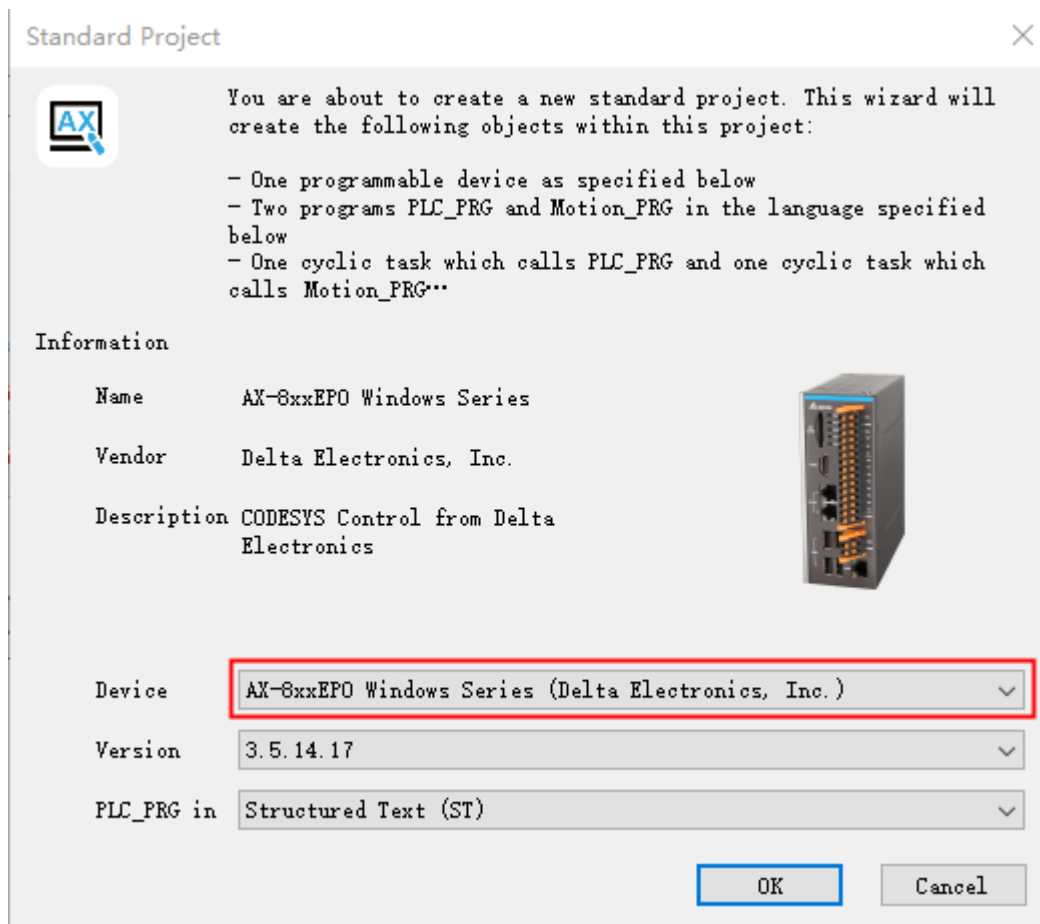 Standard Project
AX
You are about to create a new standard project. This wizard will
create the following objects within this project:
- One programmable device as specified below
- Two programs PLC_PRG and Motion_PRG in the language specified
below
- One cyclic task which calls PLC_PRG and one cyclic task which
calls Motion_PRG…
Information
Name AX-8xxEP0 Windows Series
Vendor Delta Electronics, Inc.
Description CODESYS Control from Delta
Electronics
Device AX-8xxEP0 Windows Series (Delta Electronics, Inc.)
Version 3.5.14.17
PLC_PRG in Structured Text (ST)
OK Cancel